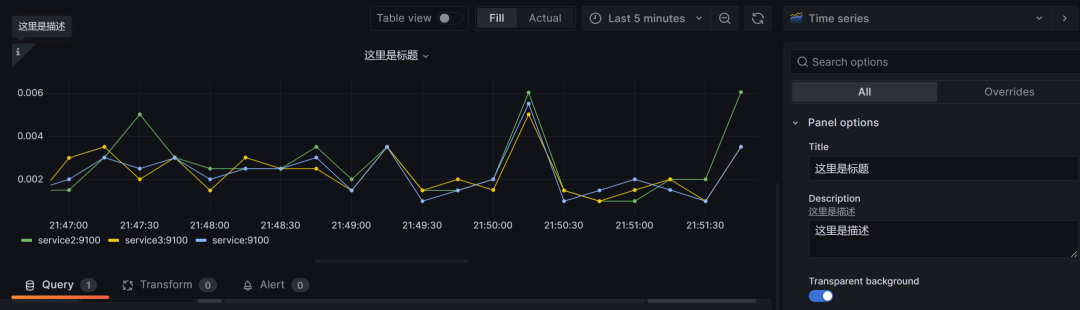 这里是描述
Table view
Fill
Actual
Last 5 minutes
Time series
这里是标题
Search options
All
Overrides
0.006
0.004
0.002
21:47:00
21:47:30
21:48:00
21:48:30
21:49:00
21:49:30
21:50:00
21:50:30
21:51:00
21:51:30
service2:9100
service3:9100
service:9100
Query 1
Transform 0
Alert 0
Panel options
Title
这里是标题
Description
这里是描述
这里是描述
Transparent background